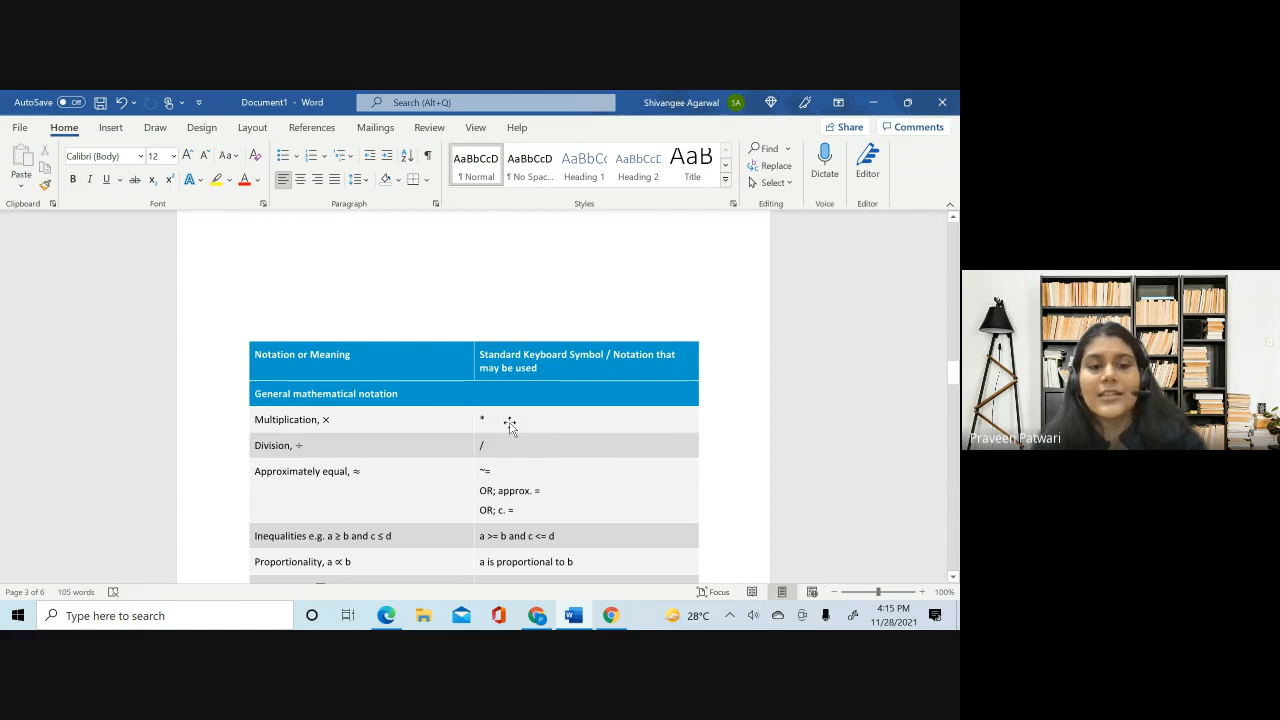 AutoSave Off Document1 - Word Search (Alt+Q) Shivangee Agarwal SA
File Home Insert Draw Design Layout References Mailings Review View Help Share Comments
Paste
Calibri (Body) 12
Clipboard
Font
Paragraph
AaBbCcD AaBbCcD AaBbCc AaBbCcD AaB
¶ Normal ¶ No Spac... Heading 1 Heading 2 Title
Styles
Find
Replace
Select
Editing
Dictate
Voice
Editor
Editor
Notation or Meaning
Standard Keyboard Symbol / Notation that
may be used
General mathematical notation
Multiplication, × *
Division, ÷ /
Approximately equal, ≈ ~=
OR; approx. =
OR; c. =
Inequalities e.g. a ≥ b and c ≤ d a >= b and c <= d
Proportionality, a ∝ b a is proportional to b
Page 3 of 6 105 words Focus 100%
Type here to search 28°C 4:15 PM
11/28/2021
Praveen Patwari